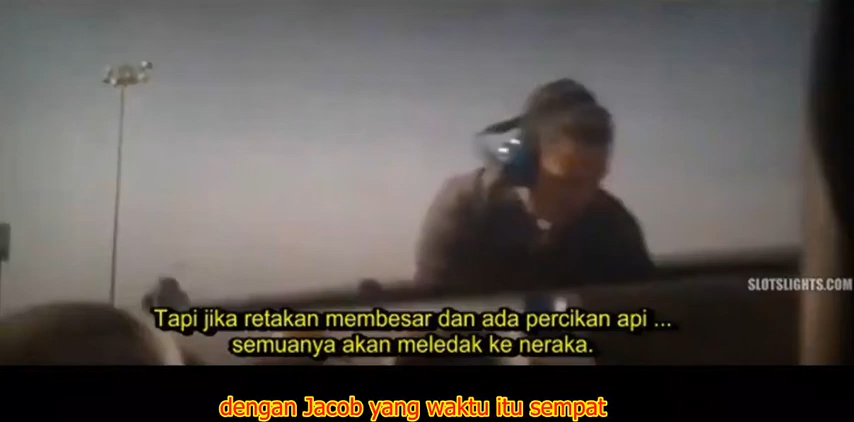 SLOTSLIGHTS.COM
Tapi jika retakan membesar dan ada percikan api ...
semuanya akan meledak ke neraka.
dengan Jacob yang waktu itu sempat